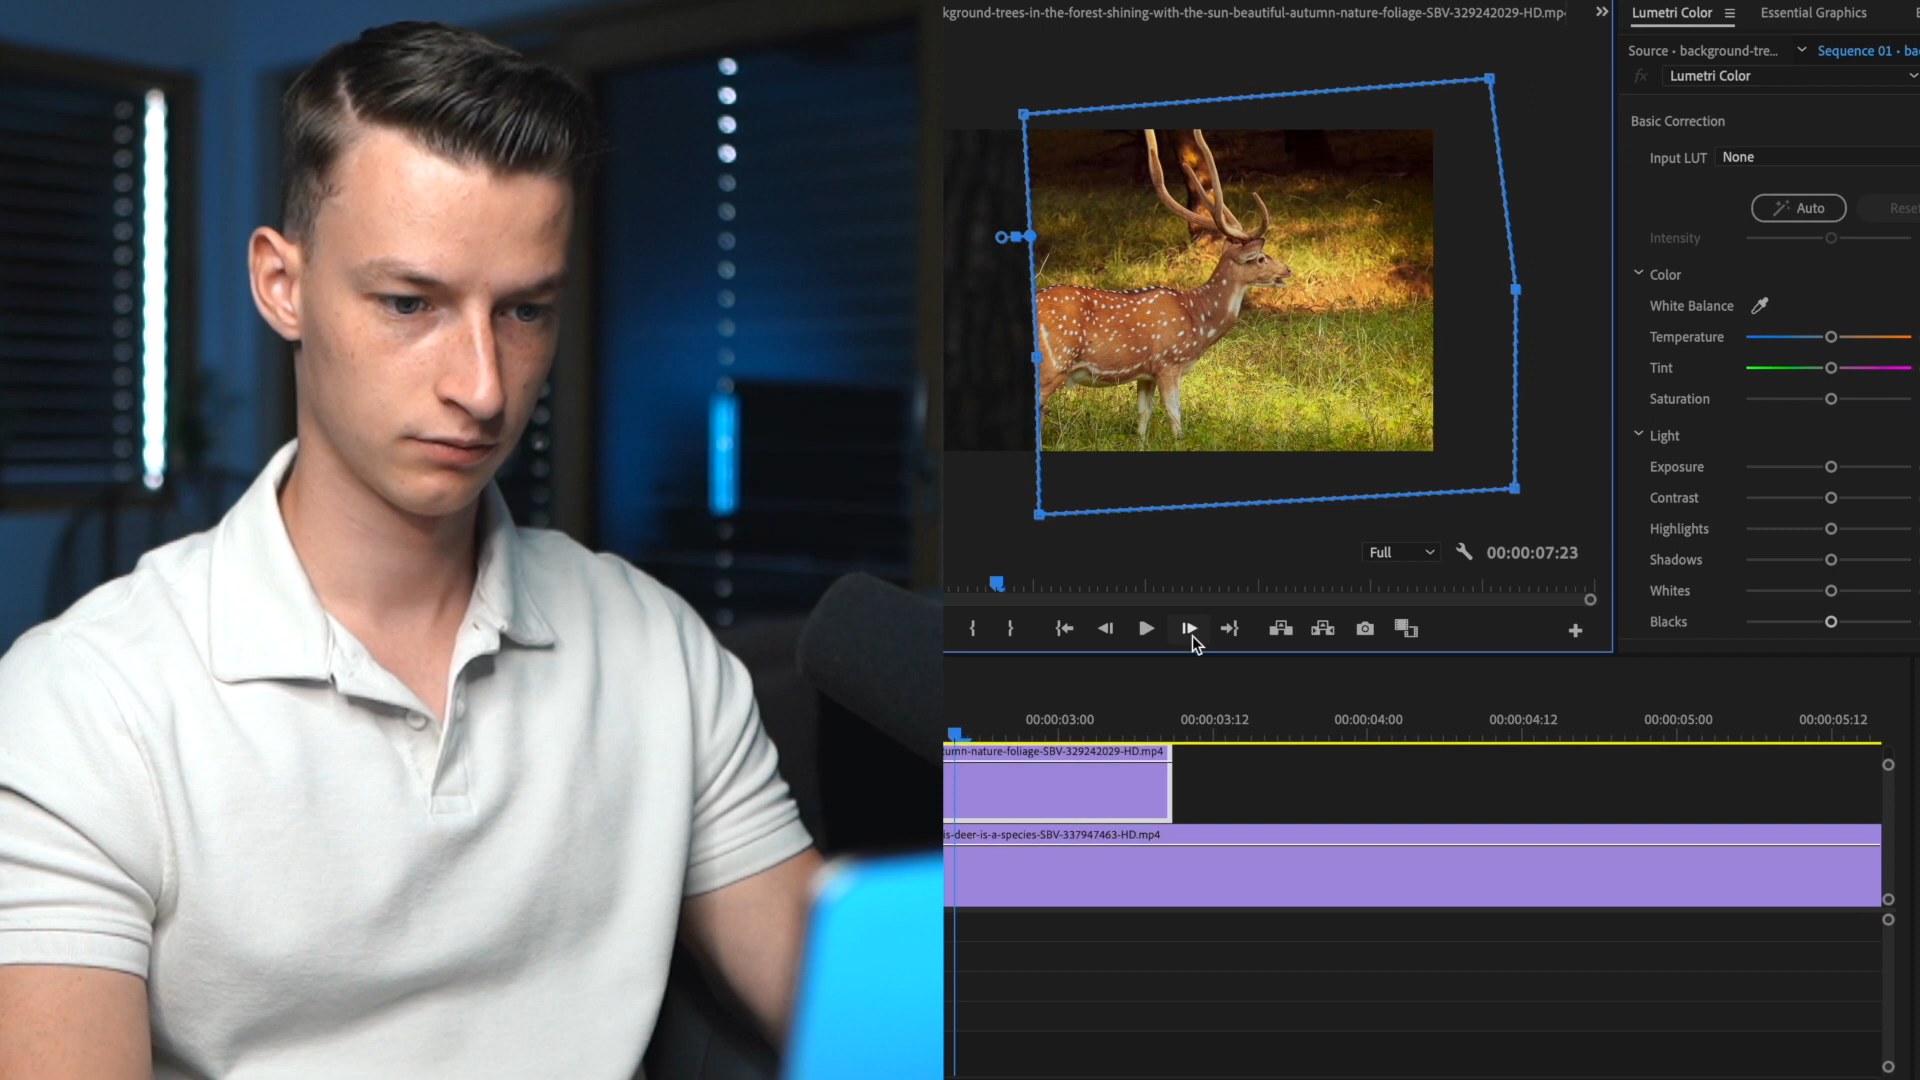 kground-trees-in-the-forest-shining-with-the-sun-beautiful-autumn-nature-foliage-SBV-329242029-HD.mp4
Lumetri Color
Essential Graphics
Source • background-tre...
Sequence 01 • ba
fx
Lumetri Color
Basic Correction
Input LUT
None
Auto
Reset
Intensity
Color
White Balance
Temperature
Tint
Saturation
Light
Exposure
Contrast
Highlights
Shadows
Whites
Blacks
Full
00:00:07:23
00:00:03:00
00:00:03:12
00:00:04:00
00:00:04:12
00:00:05:00
00:00:05:12
tumn-nature-foliage-SBV-329242029-HD.mp4
is-deer-is-a-species-SBV-337947463-HD.mp4